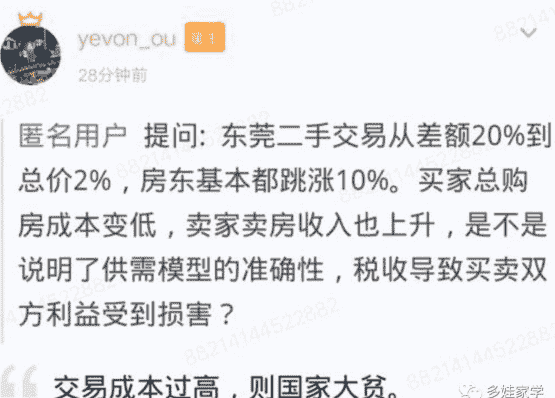 yevon_ou
28分钟前
匿名用户 提问: 东莞二手交易从差额20%到
总价2%，房东基本都跳涨10%。买家总购
房成本变低，卖家卖房收入也上升，是不是
说明了供需模型的准确性，税收导致买卖双
方利益受到损害？
88214144522882
交易成本过高，则国家大贫。
多娃家学